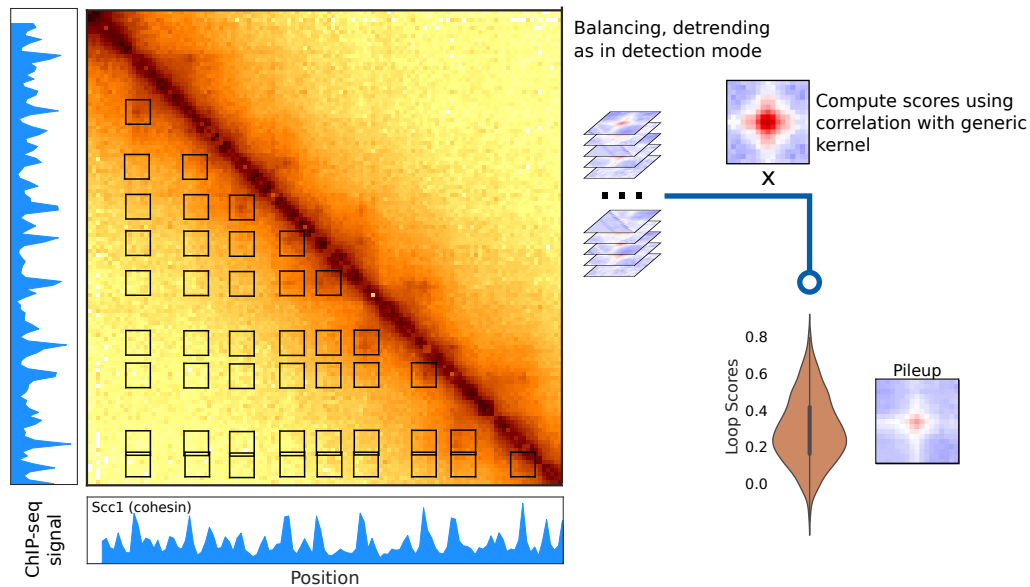 Balancing, detrending
as in detection mode
Compute scores using
correlation with generic
kernel
x
ChIP-seq
signal
Scc1 (cohesin)
Position
Loop Scores
0.8
0.6
0.4
0.2
0.0
Pileup